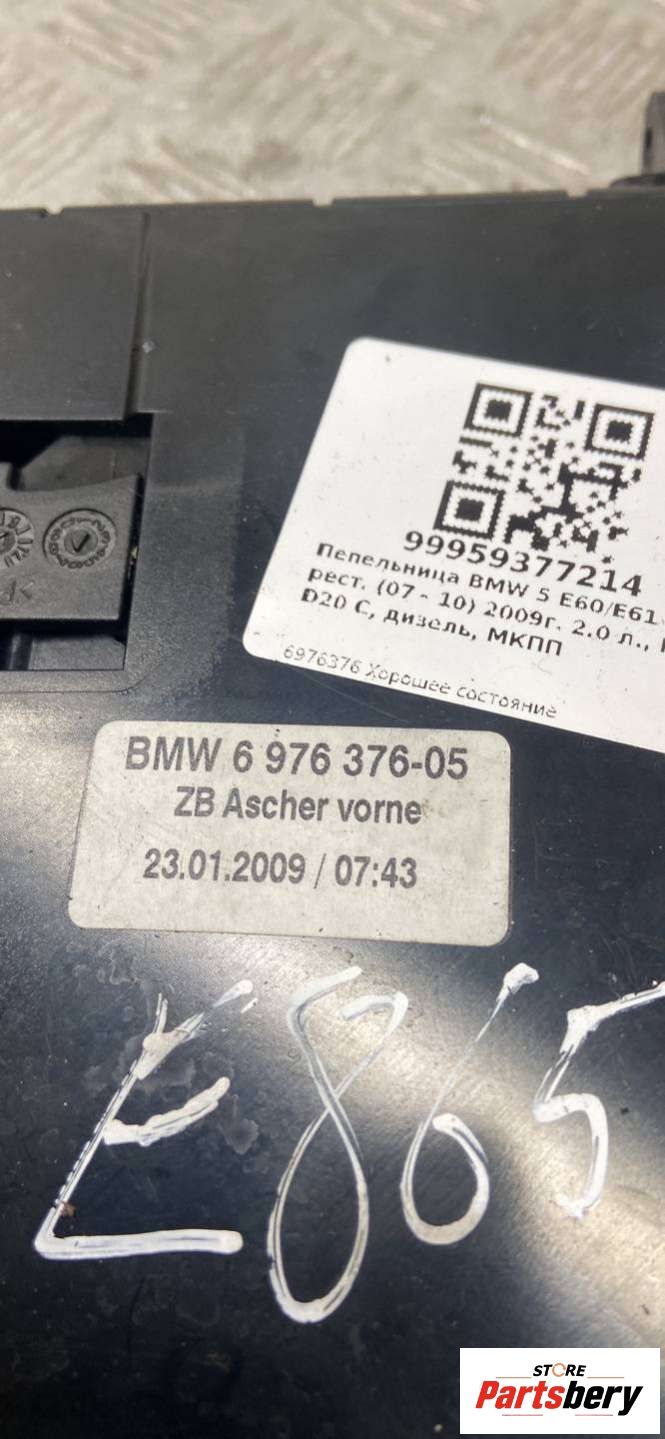 99959377214
Пепельница BMW 5 E60/E61
рест. (07 - 10) 2009г. 2.0 л.,
D20 C, дизель, МКПП
6976376 Хорошее состояние
BMW 6 976 376-05
ZB Ascher vorne
23.01.2009 / 07:43
E865
STORE
Partsbery